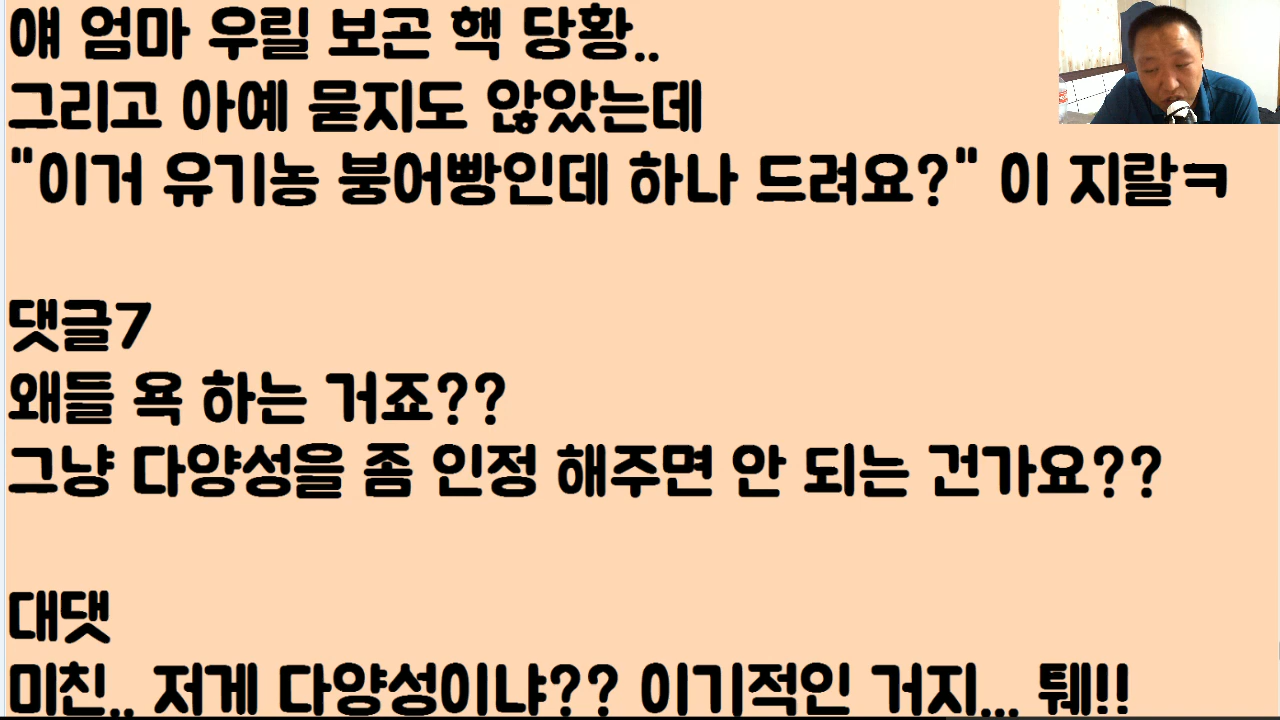 얘 엄마 우릴 보곤 핵 당황..
그리고 아예 묻지도 않았는데
"이거 유기농 붕어빵인데 하나 드려요?" 이 지랄ㅋ
댓글7
왜들 욕 하는 거죠??
그냥 다양성을 좀 인정 해주면 안 되는 건가요??
대댓
미친.. 저게 다양성이냐?? 이기적인 거지... 퉤!!